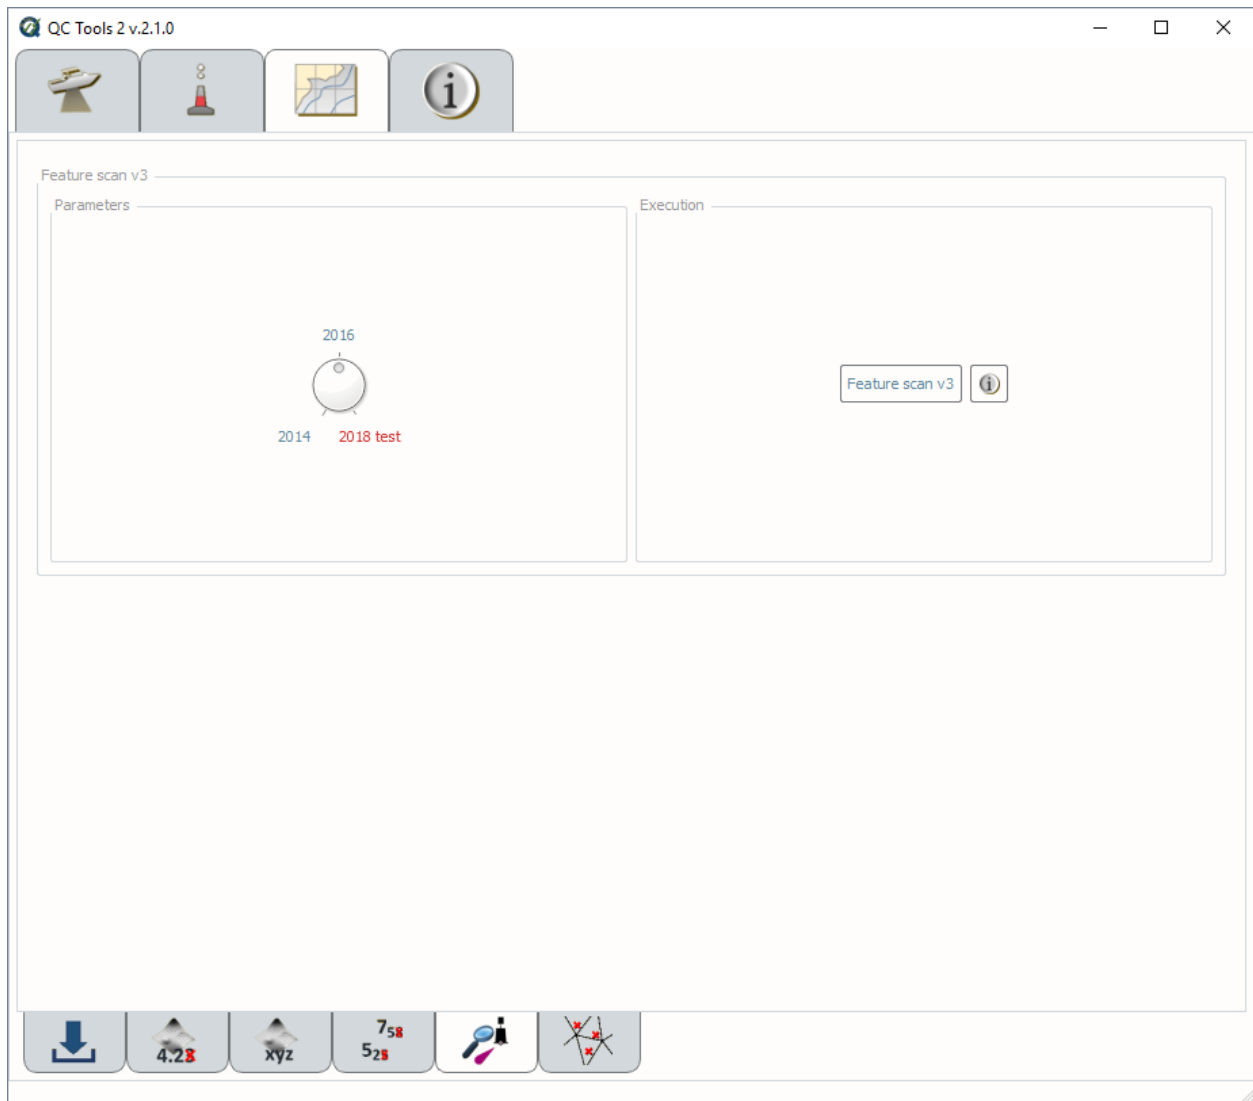 QC Tools 2 v.2.1.0
Feature scan v3
Parameters
Execution
2016
2014
2018 test
Feature scan v3
4.23
xyz
758
525